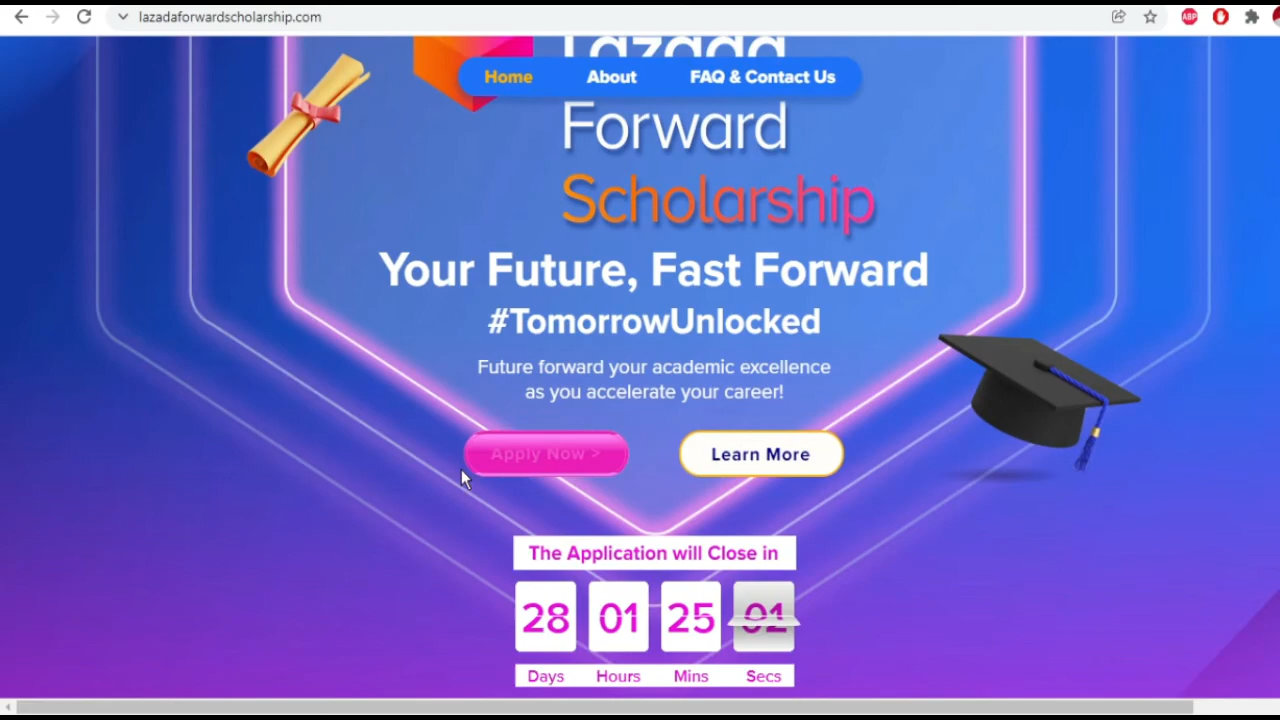 lazadaforwardscholarship.com
ABP
Lazada
Home About FAQ & Contact Us
Forward
Scholarship
Your Future, Fast Forward
#TomorrowUnlocked
Future forward your academic excellence
as you accelerate your career!
Apply Now > Learn More
The Application will Close in
28 01 25
Days Hours Mins Secs